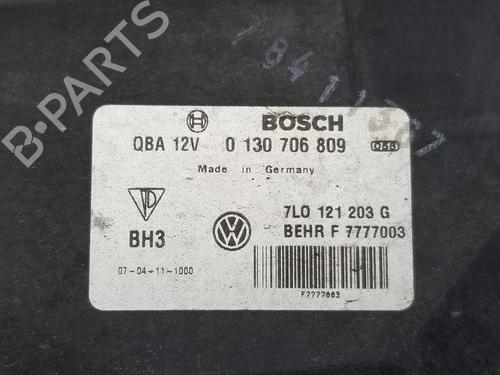 BOSCH
QBA 12V 0 130 706 809
Made in Germany
7L0 121 203 G
BH3
BEHR F 7777003
07-04-11-1000
F7777003
B-PARTS